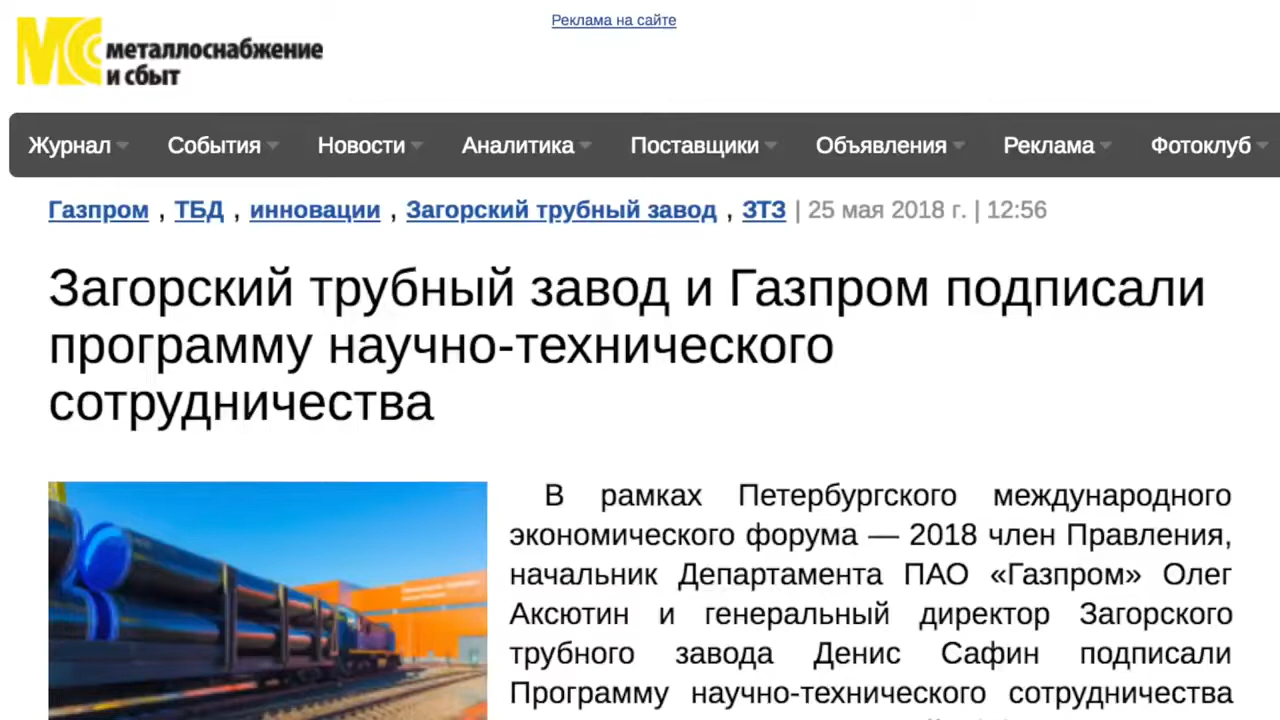 Реклама на сайте
МС металлоснабжение
и сбыт
Журнал События Новости Аналитика Поставщики Объявления Реклама Фотоклуб
Газпром , ТБД , инновации , Загорский трубный завод , ЗТЗ | 25 мая 2018 г. | 12:56
Загорский трубный завод и Газпром подписали
программу научно-технического
сотрудничества
В рамках Петербургского международного
экономического форума — 2018 член Правления,
начальник Департамента ПАО «Газпром» Олег
Аксютин и генеральный директор Загорского
трубного завода Денис Сафин подписали
Программу научно-технического сотрудничества